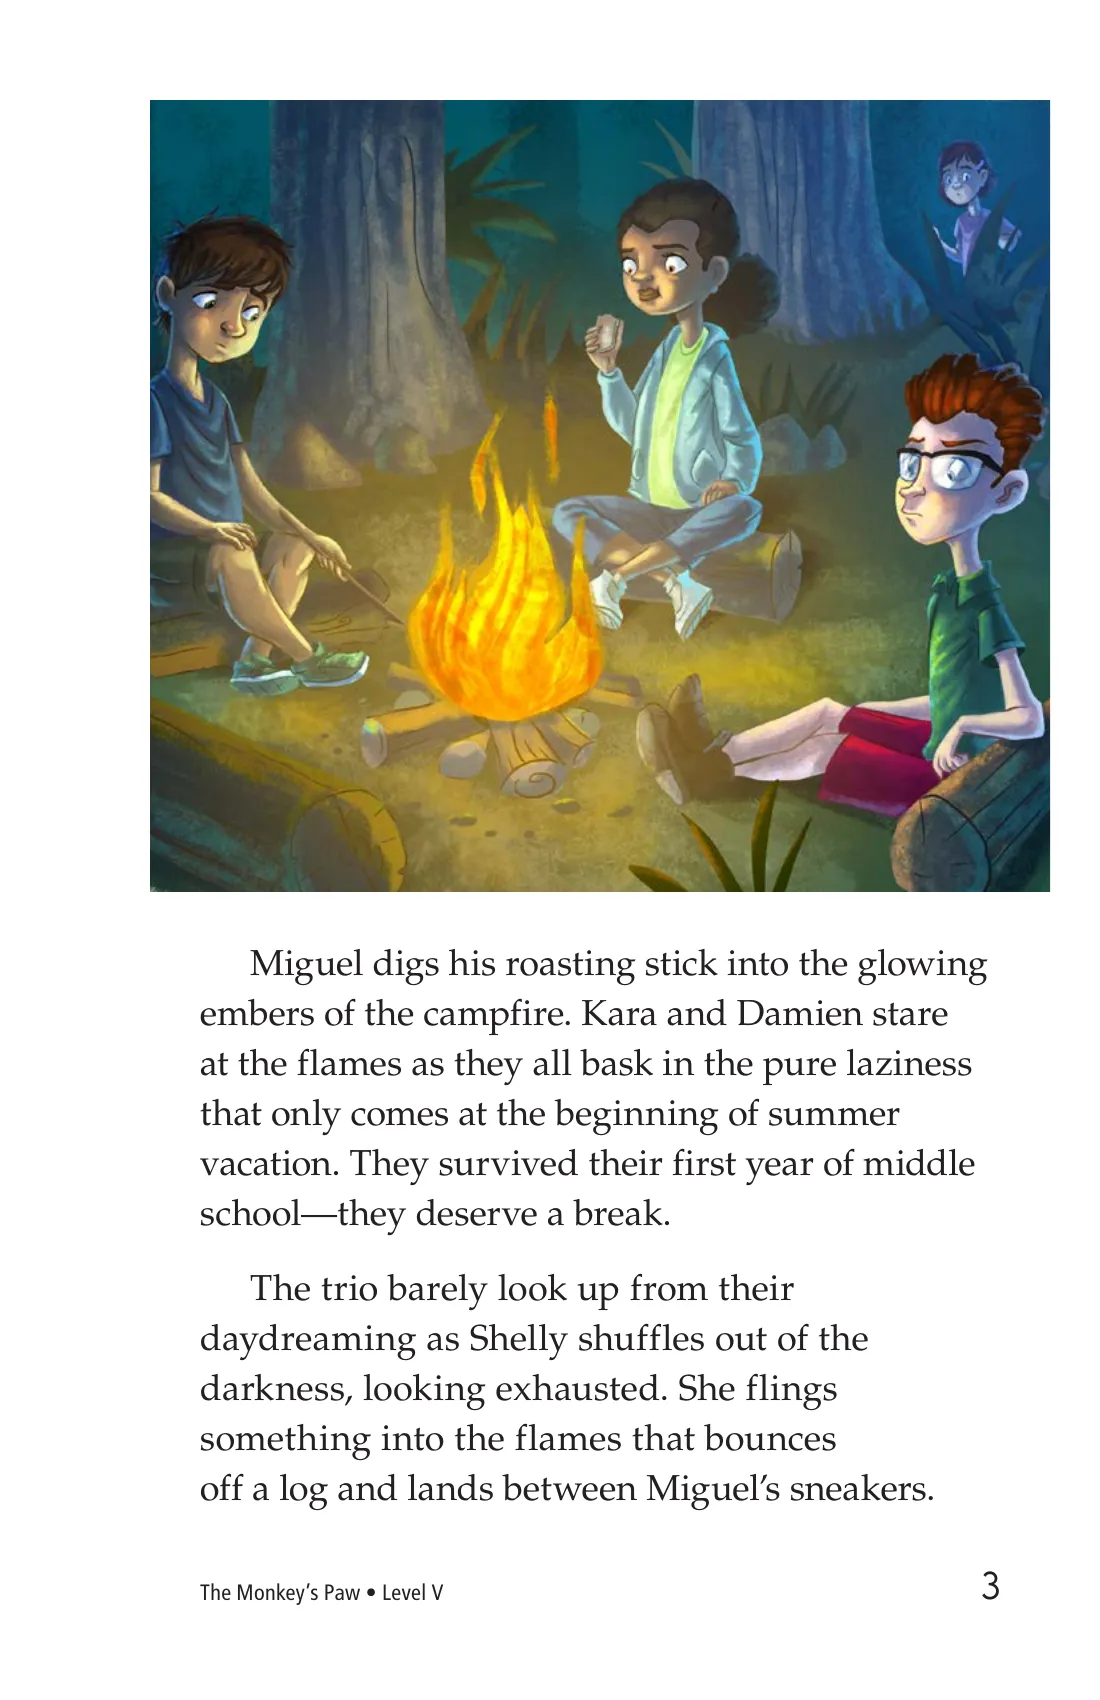 Miguel digs his roasting stick into the glowing
embers of the campfire. Kara and Damien stare
at the flames as they all bask in the pure laziness
that only comes at the beginning of summer
vacation. They survived their first year of middle
school—they deserve a break.
The trio barely look up from their
daydreaming as Shelly shuffles out of the
darkness, looking exhausted. She flings
something into the flames that bounces
off a log and lands between Miguel’s sneakers.
The Monkey’s Paw • Level V
3